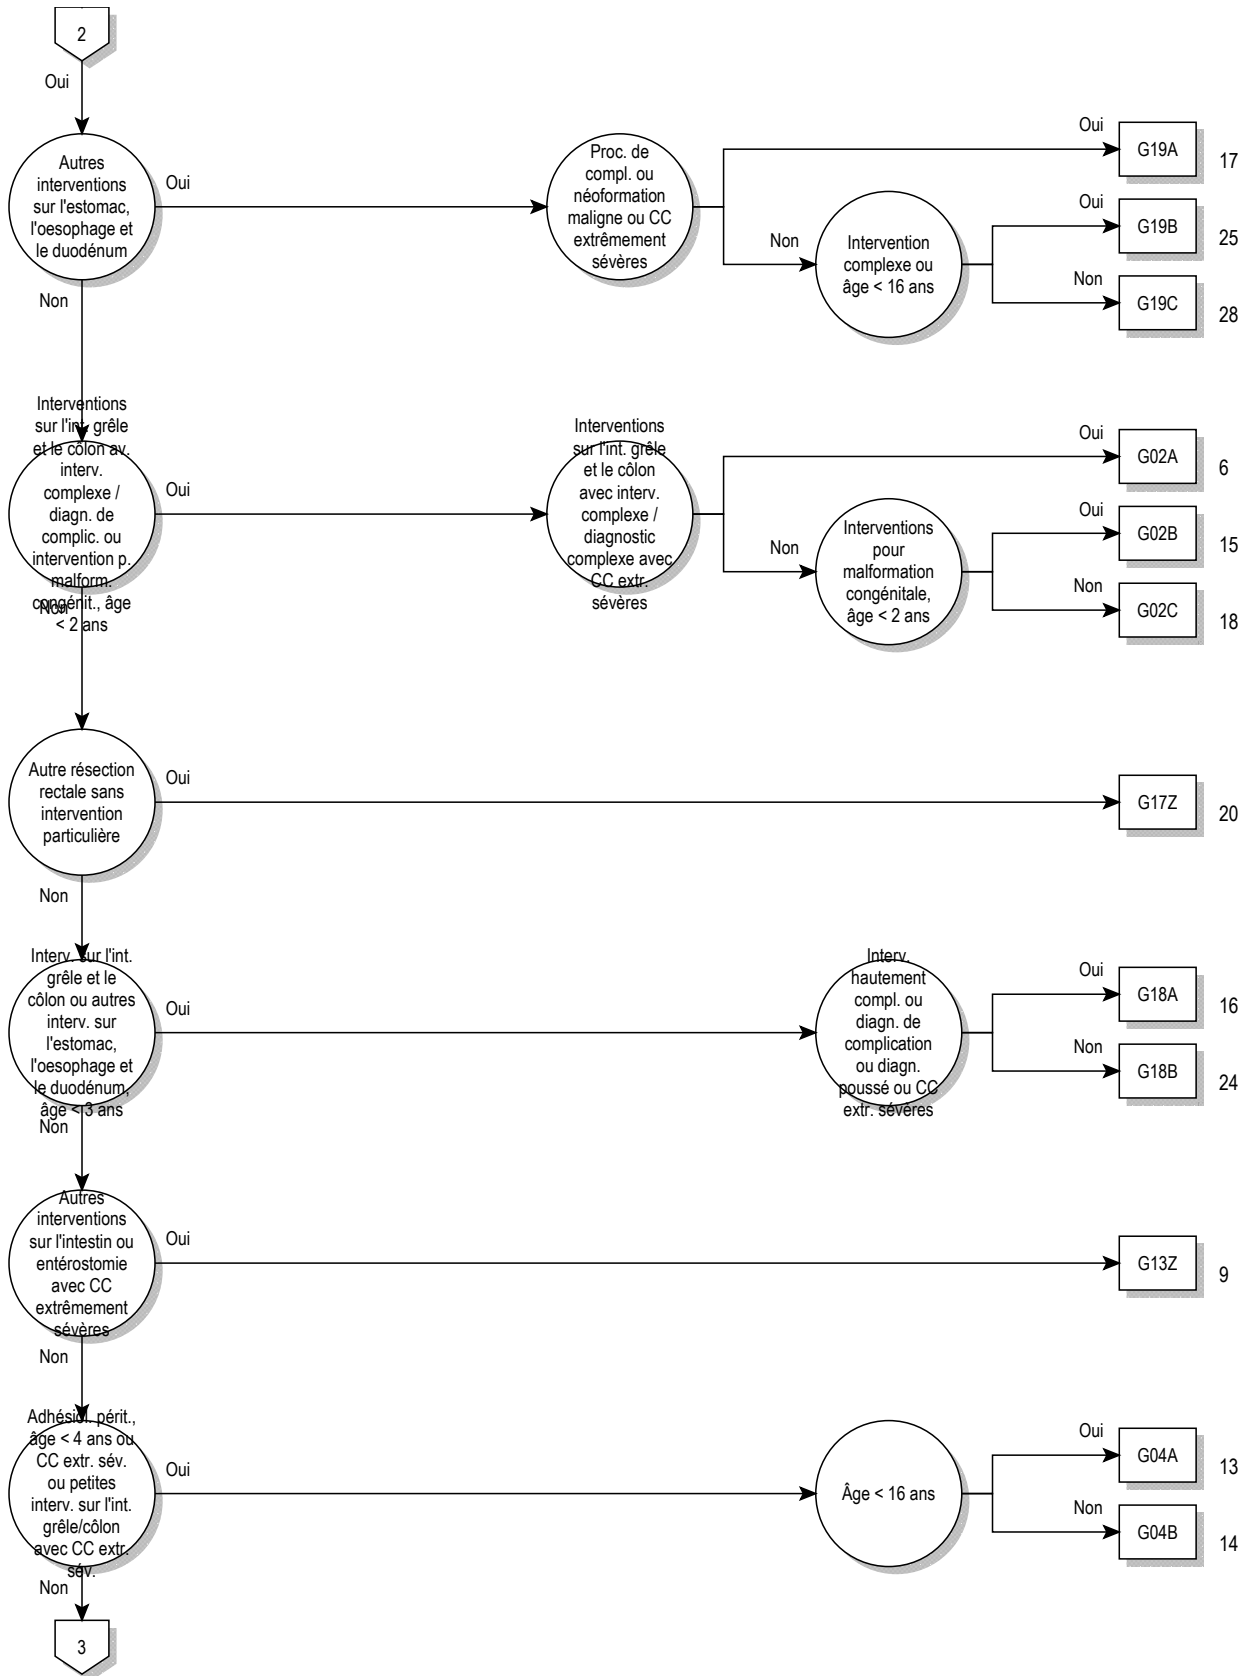 2
Oui
Autres
interventions
sur l'estomac,
l'oesophage et
le duodénum
Oui
Proc. de
compl. ou
néoformation
maligne ou CC
extrêmement
sévères
Oui
G19A
17
Non
Intervention
complexe ou
âge < 16 ans
Oui
G19B
25
Non
G19C
28
Non
Interventions
sur l'int. grêle
et le côlon av.
interv.
complexe /
diagn. de
complic. ou
intervention p.
malform.
congénit., âge
< 2 ans
Oui
Interventions
sur l'int. grêle
et le côlon
avec interv.
complexe /
diagnostic
complexe avec
CC extr.
sévères
Oui
G02A
6
Non
Interventions
pour
malformation
congénitale,
âge < 2 ans
Oui
G02B
15
Non
G02C
18
Non
Autre résection
rectale sans
intervention
particulière
Oui
G17Z
20
Non
Interv. sur l'int.
grêle et le
côlon ou autres
interv. sur
l'estomac,
l'oesophage et
le duodénum,
âge < 3 ans
Oui
Interv.
hautement
compl. ou
diagn. de
complication
ou diagn.
poussé ou CC
extr. sévères
Oui
G18A
16
Non
G18B
24
Non
Autres
interventions
sur l'intestin ou
entérostomie
avec CC
extrêmement
sévères
Oui
G13Z
9
Non
Adhésiol. périt.,
âge < 4 ans ou
CC extr. sév.
ou petites
interv. sur l'int.
grêle/côlon
avec CC extr.
sév.
Oui
Âge < 16 ans
Oui
G04A
13
Non
G04B
14
Non
3